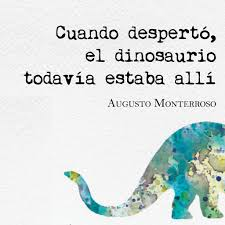 Cuando despertó,
el dinosaurio
todavía estaba allí
Augusto Monterroso